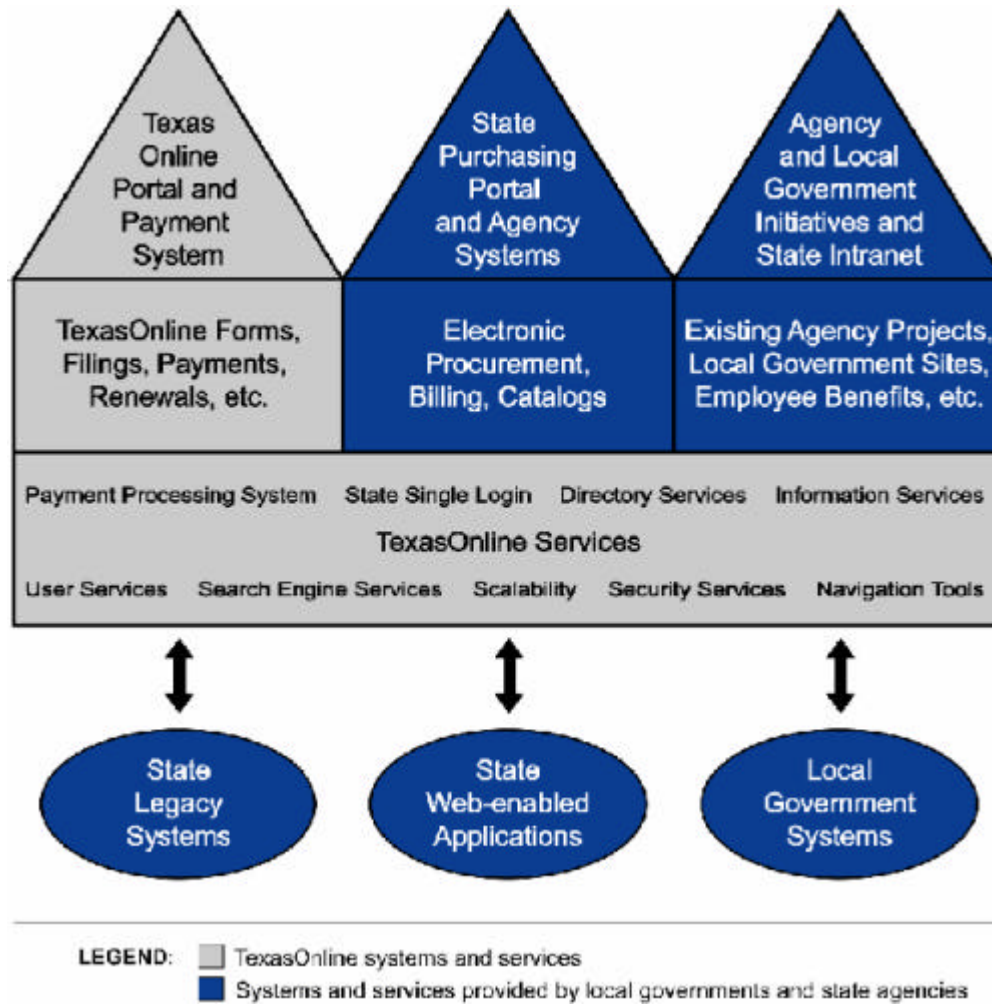 Texas
Online
Portal and
Payment
System
State
Purchasing
Portal
and Agency
Systems
Agency
and Local
Government
Initiatives and
State Intranet
TexasOnline Forms,
Filings, Payments,
Renewals, etc.
Electronic
Procurement,
Billing, Catalogs
Existing Agency Projects,
Local Government Sites,
Employee Benefits, etc.
Payment Processing System State Single Login Directory Services Information Services
TexasOnline Services
User Services Search Engine Services Scalability Security Services Navigation Tools
State
Legacy
Systems
State
Web-enabled
Applications
Local
Government
Systems
LEGEND: TexasOnline systems and services
Systems and services provided by local governments and state agencies